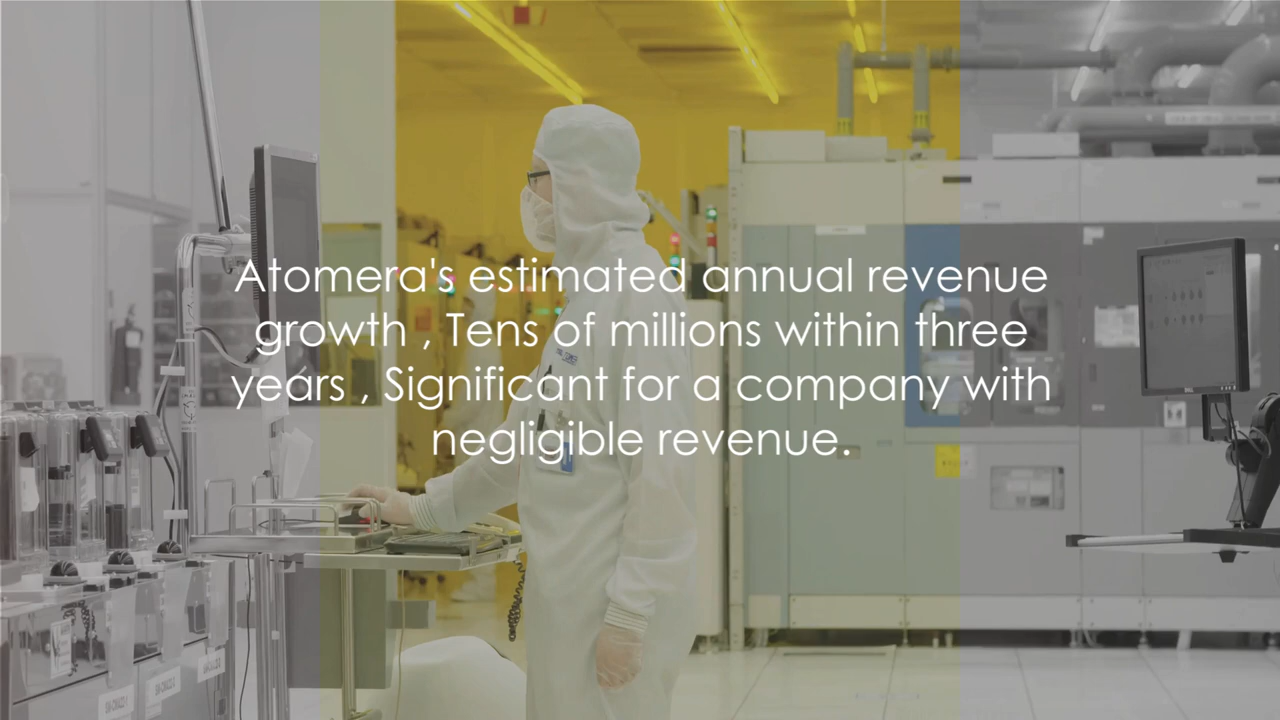 Atomera's estimated annual revenue
growth , Tens of millions within three
years , Significant for a company with
negligible revenue.